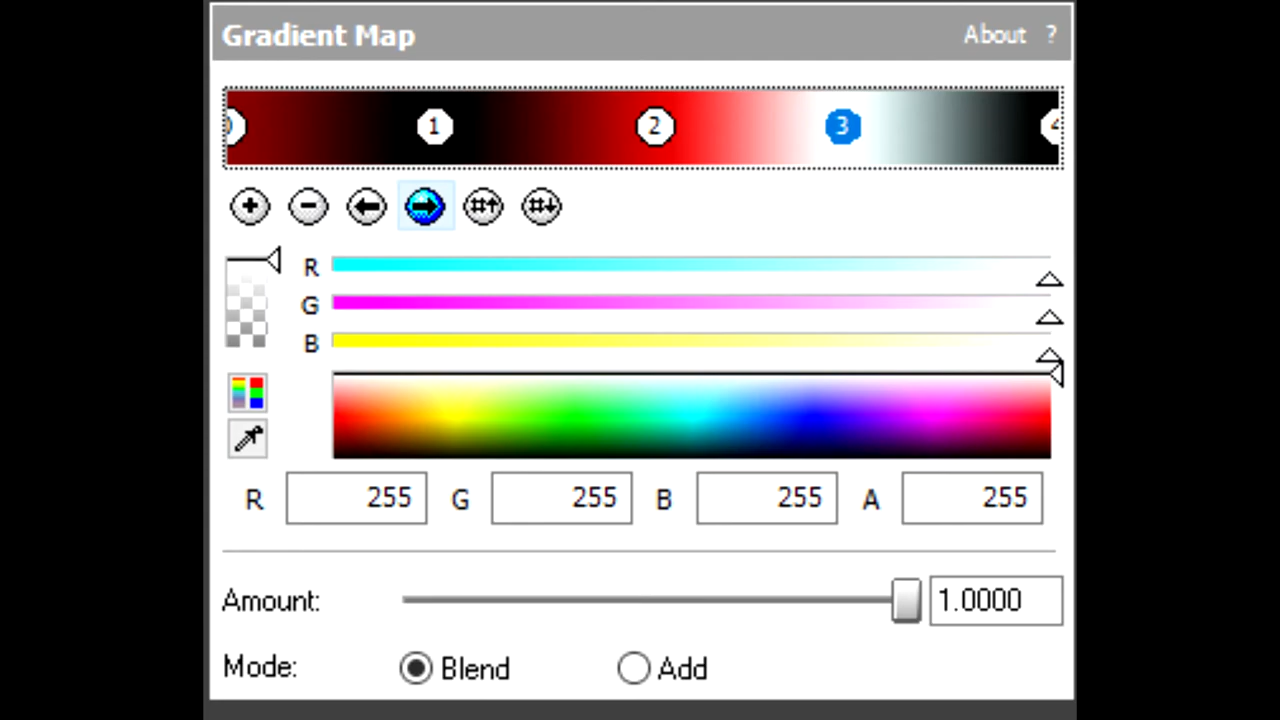 Gradient Map About ?
1 2 3
R
G
B
R 255 G 255 B 255 A 255
Amount: 1.0000
Mode: Blend Add